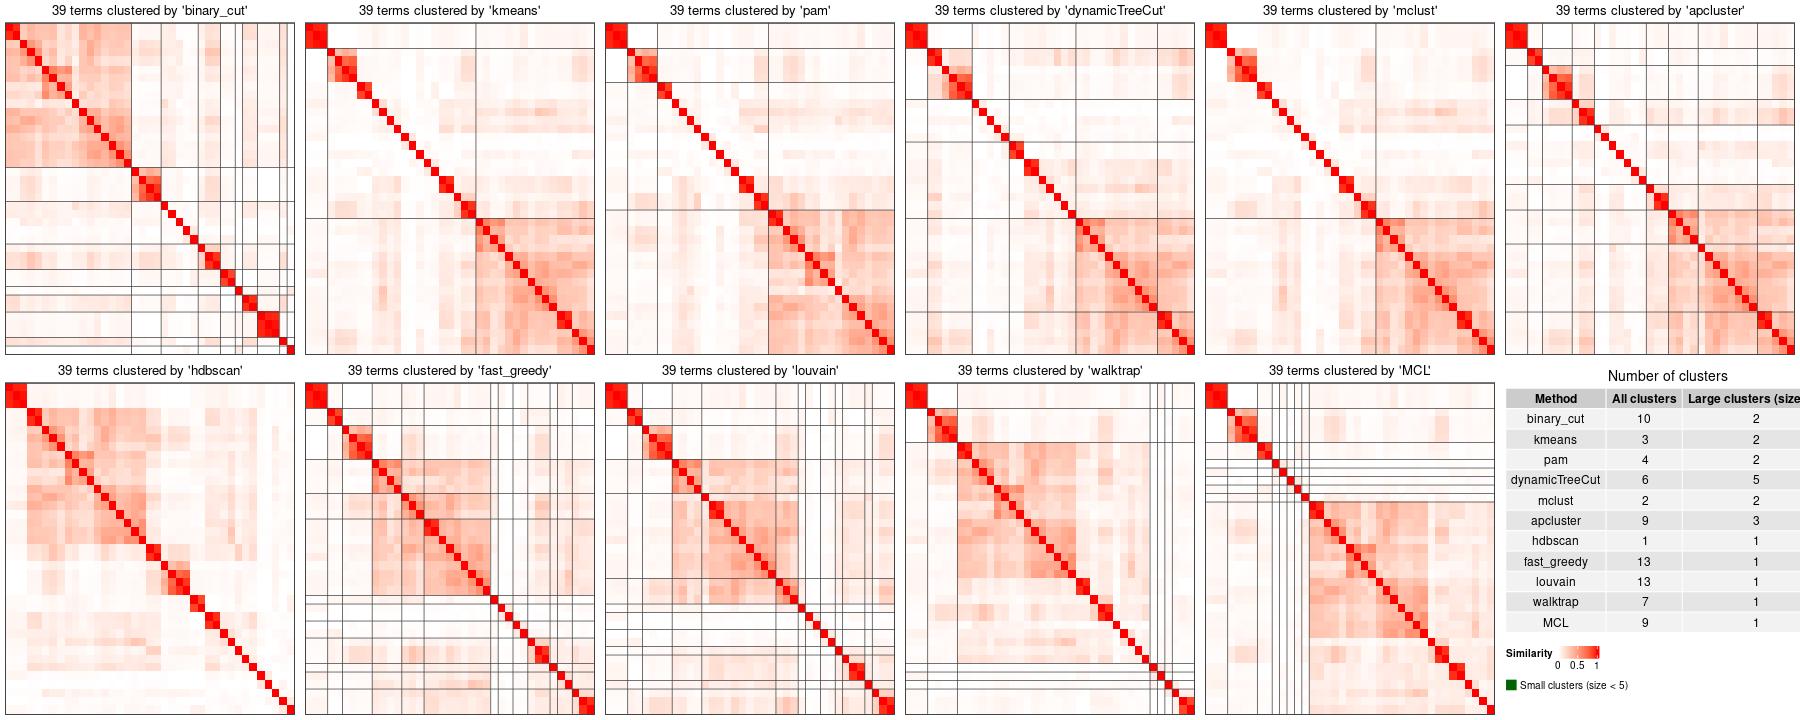 39 terms clustered by 'binary_cut'
39 terms clustered by 'kmeans'
39 terms clustered by 'pam'
39 terms clustered by 'dynamicTreeCut'
39 terms clustered by 'mclust'
39 terms clustered by 'apcluster'
39 terms clustered by 'hdbscan'
39 terms clustered by 'fast_greedy'
39 terms clustered by 'louvain'
39 terms clustered by 'walktrap'
39 terms clustered by 'MCL'
Number of clusters
Method All clusters Large clusters (size
binary_cut 10 2
kmeans 3 2
pam 4 2
dynamicTreeCut 6 5
mclust 2 2
apcluster 9 3
hdbscan 1 1
fast_greedy 13 1
louvain 13 1
walktrap 7 1
MCL 9 1
Similarity
0 0.5 1
Small clusters (size < 5)